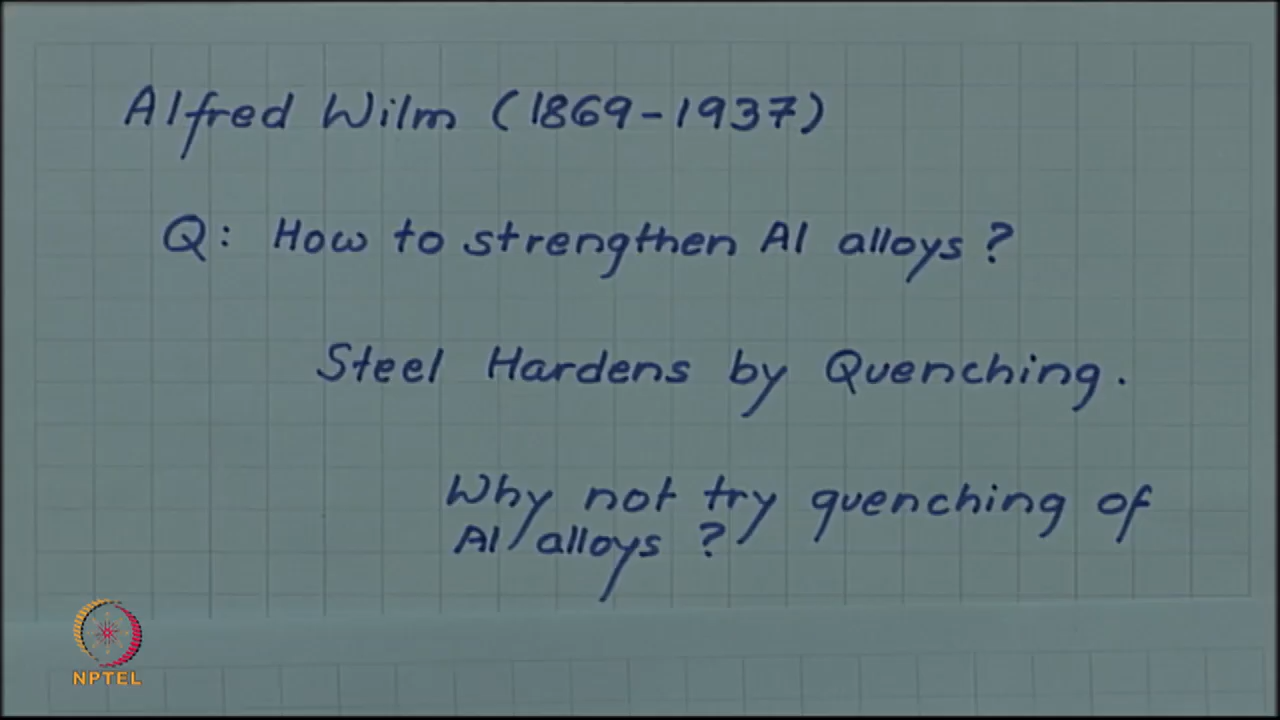 Alfred Wilm (1869-1937)
Q: How to strengthen Al alloys?
Steel Hardens by Quenching.
Why not try quenching of
Al alloys ?
NPTEL